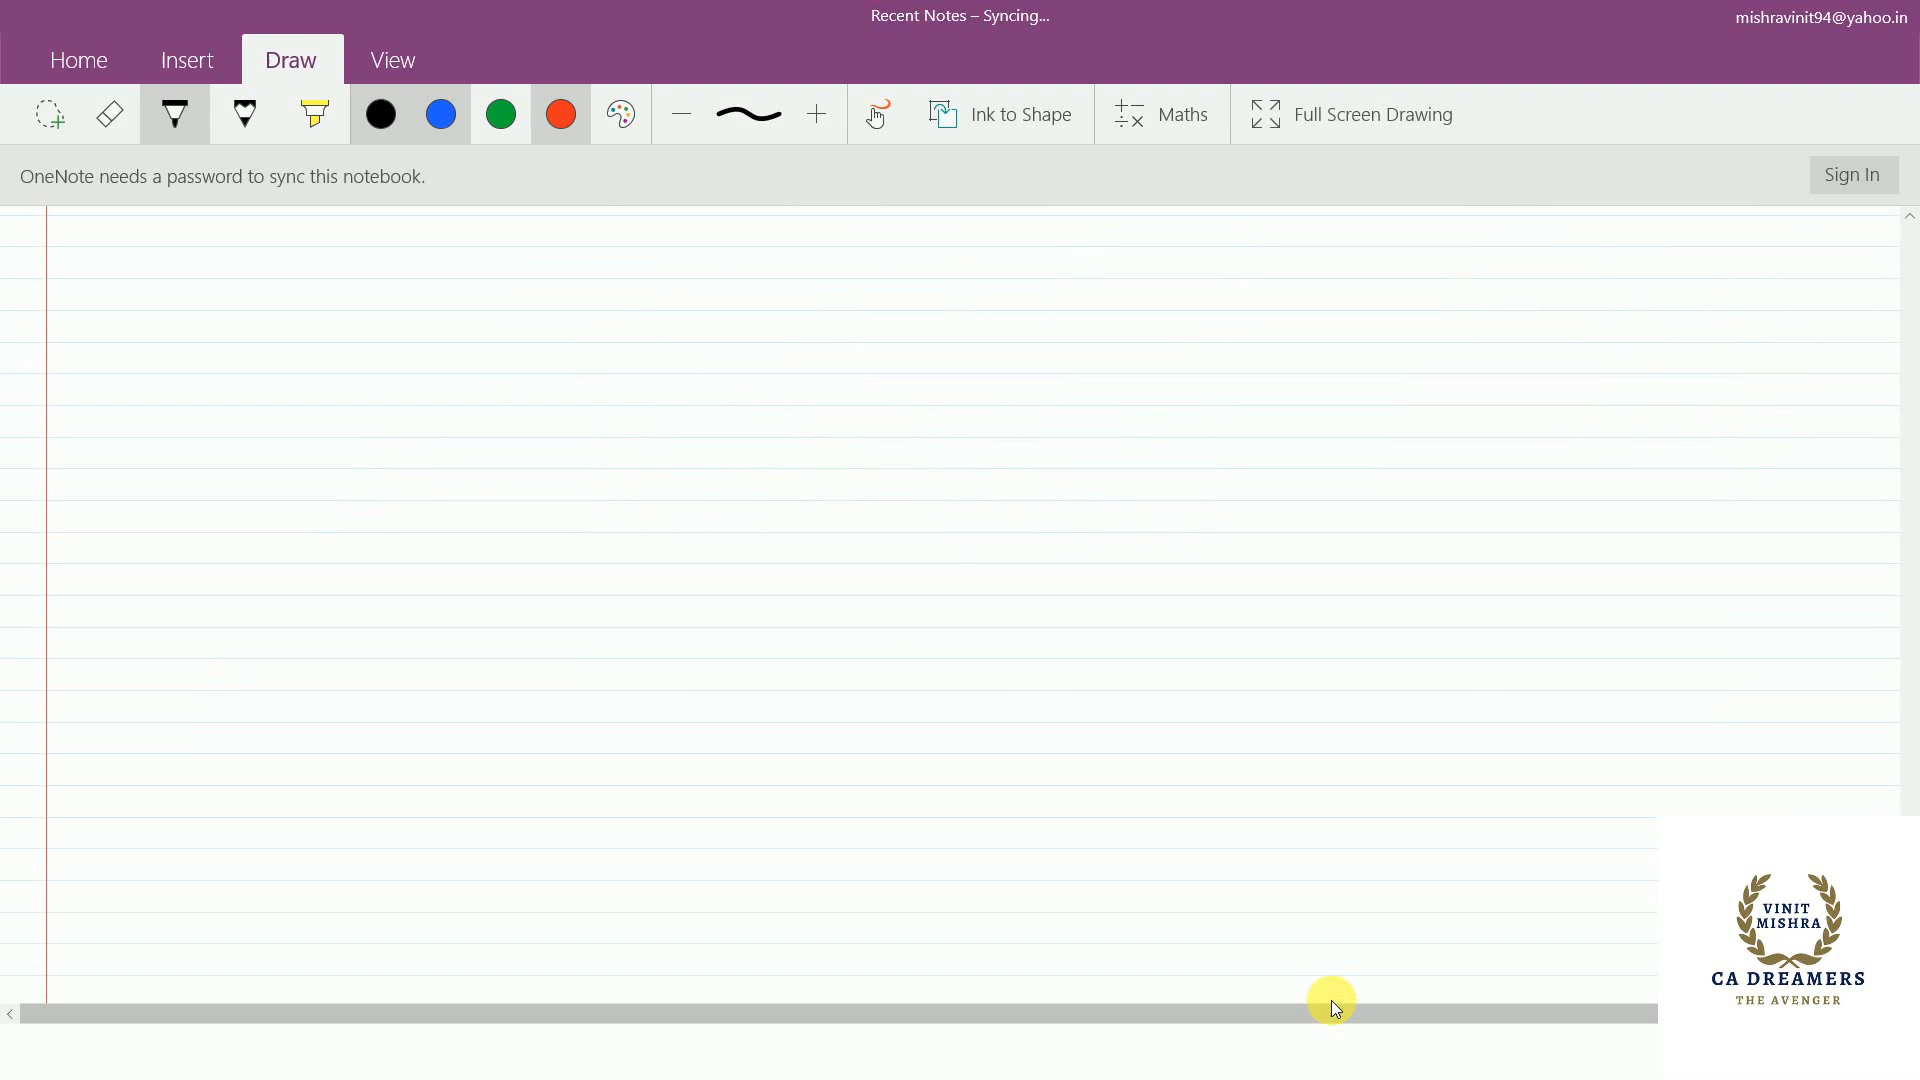 Recent Notes – Syncing...
mishravinit94@yahoo.in
Home Insert Draw View
Ink to Shape Maths Full Screen Drawing
OneNote needs a password to sync this notebook.
Sign In
VINIT
MISHRA
CA DREAMERS
THE AVENGER